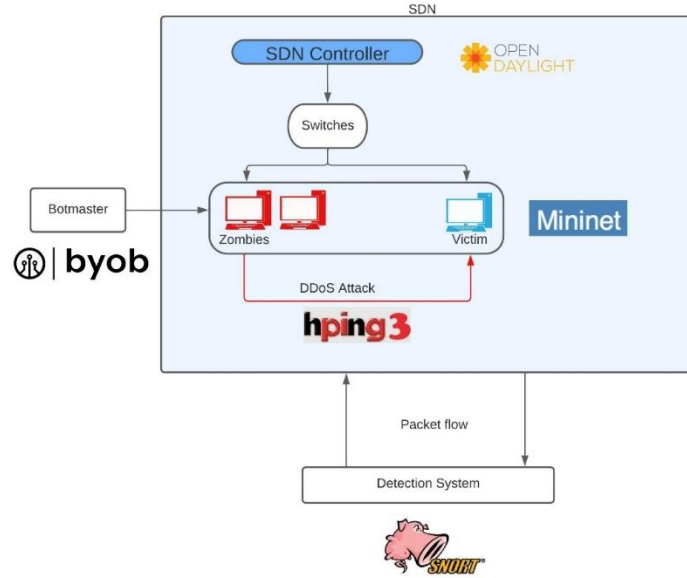 SDN
SDN Controller
OPEN
DAYLIGHT
Switches
Botmaster
Zombies
Victim
Mininet
byob
DDoS Attack
hping3
Packet flow
Detection System
SNORT